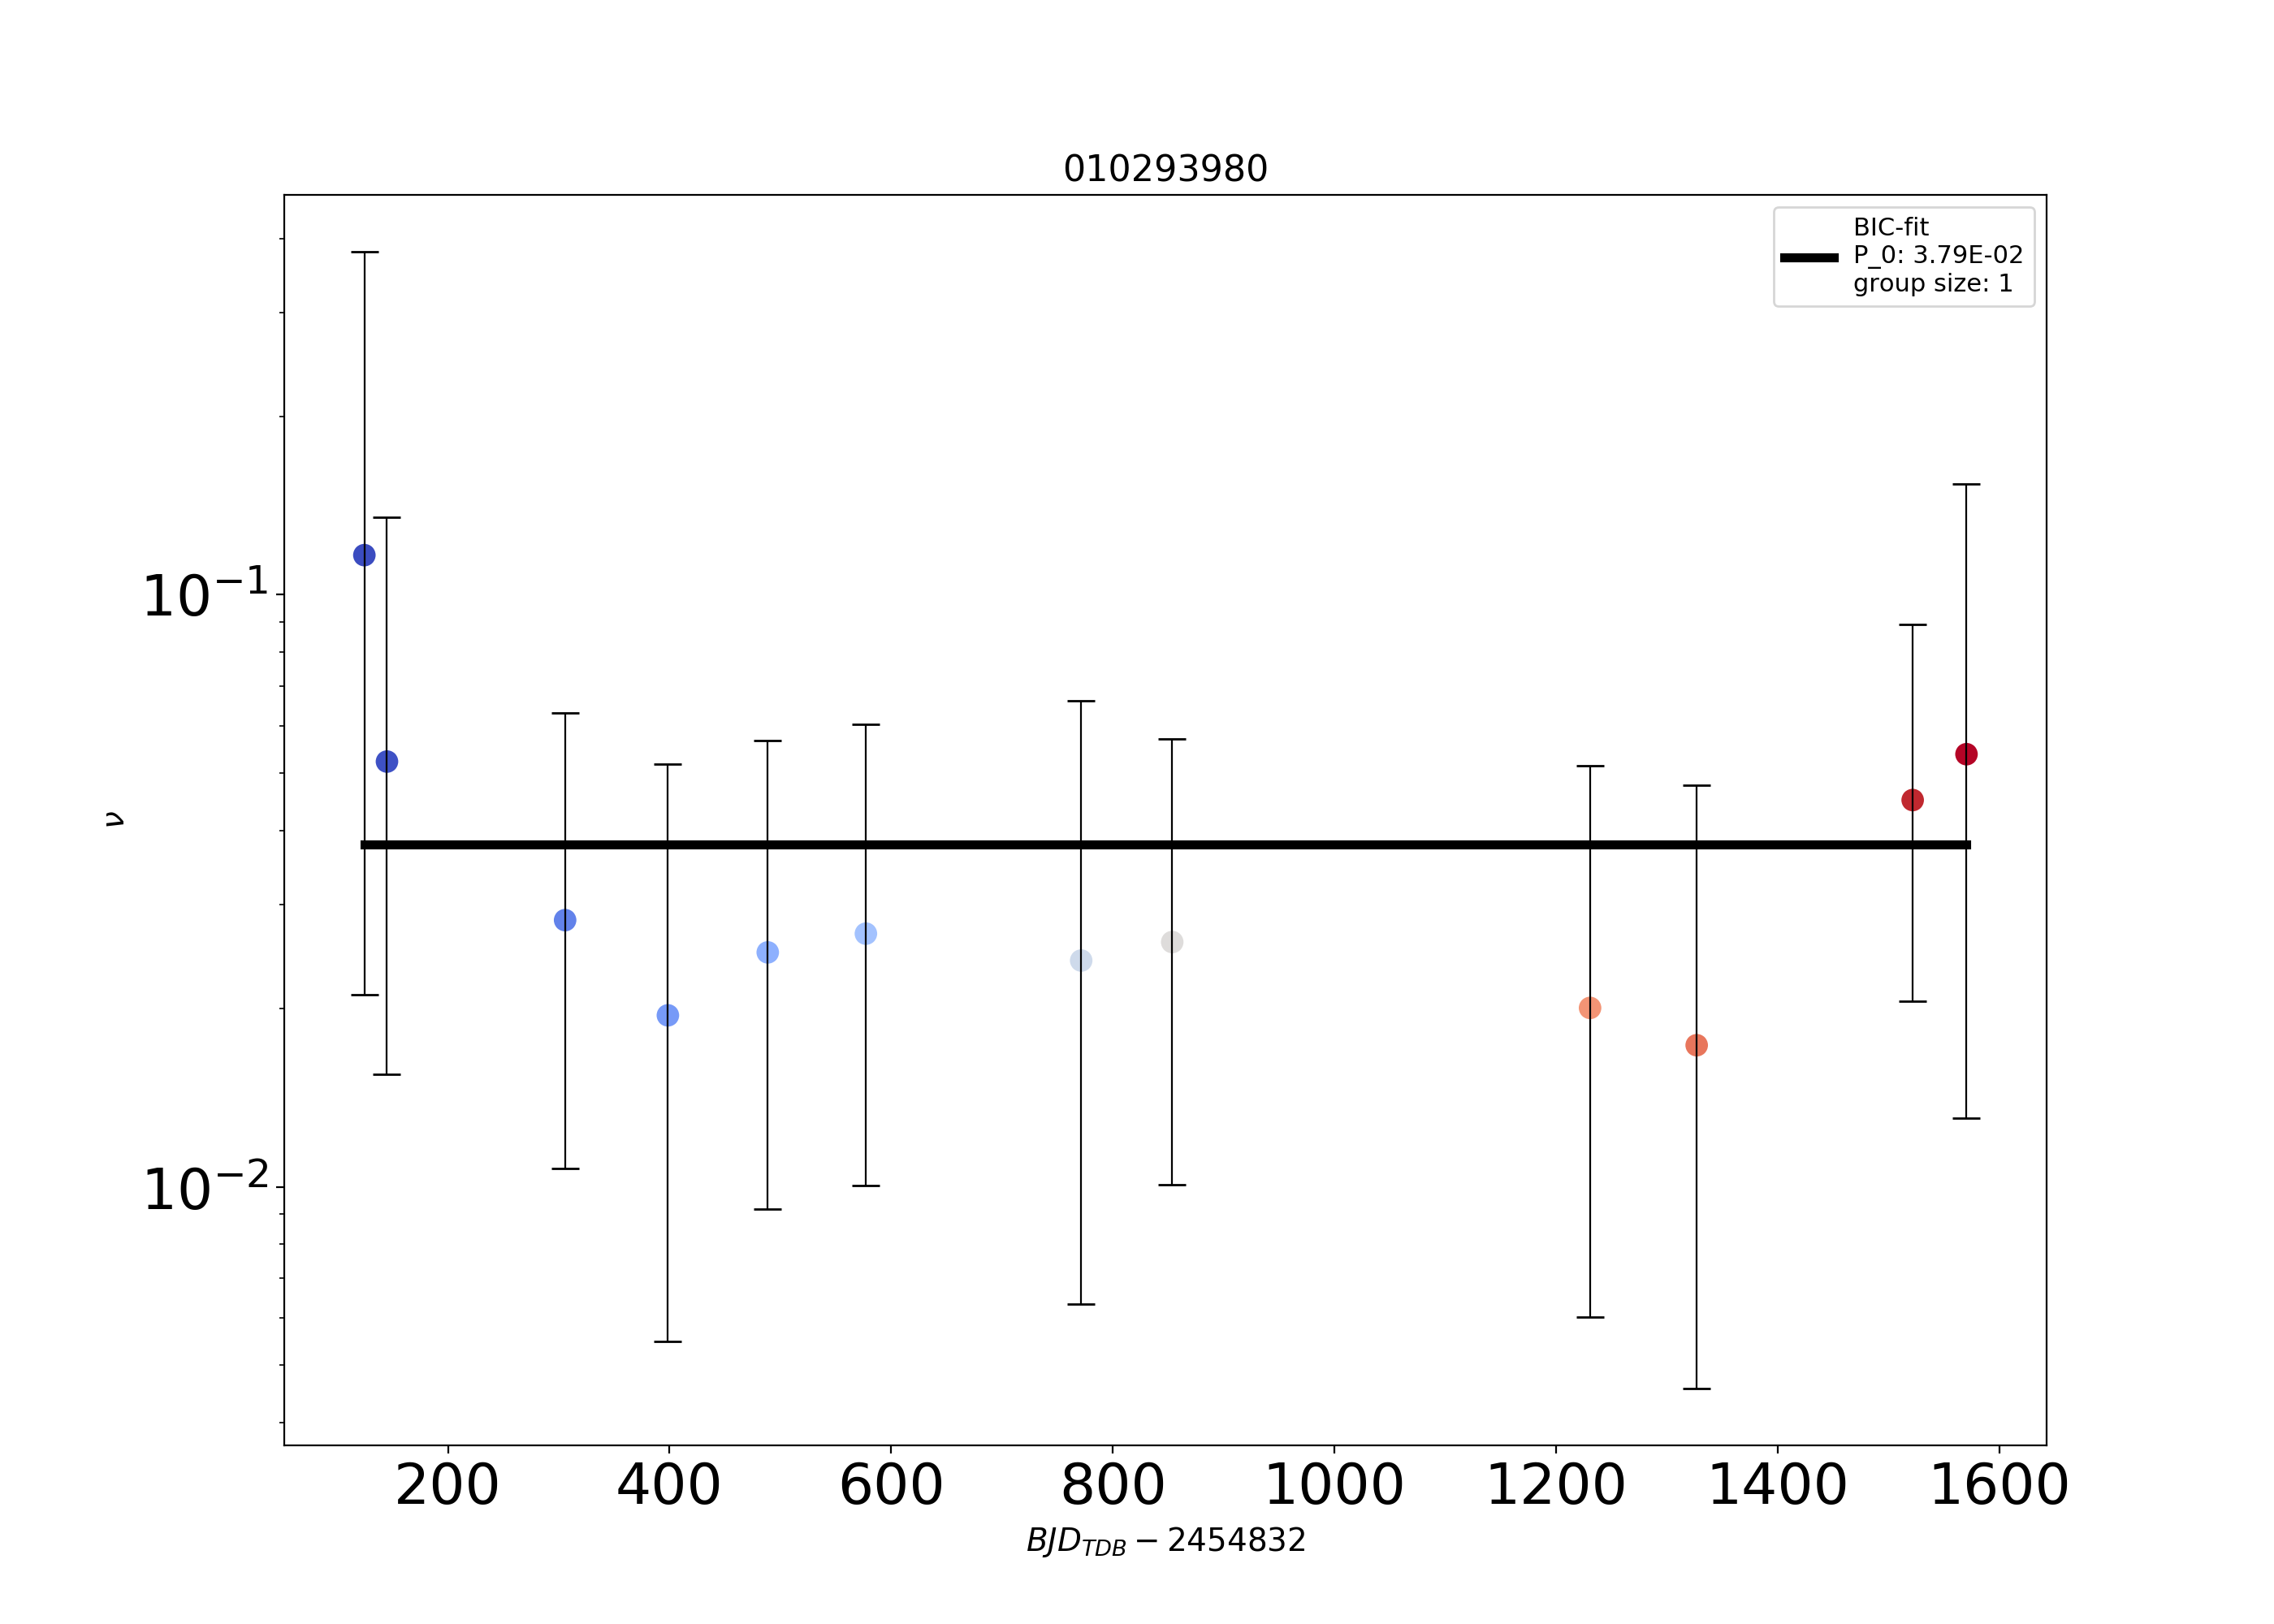 010293980
BIC-fit
P_0: 3.79E-02
group size: 1
10⁻¹
ν
10⁻²
200 400 600 800 1000 1200 1400 1600
BJD_TDB − 2454832